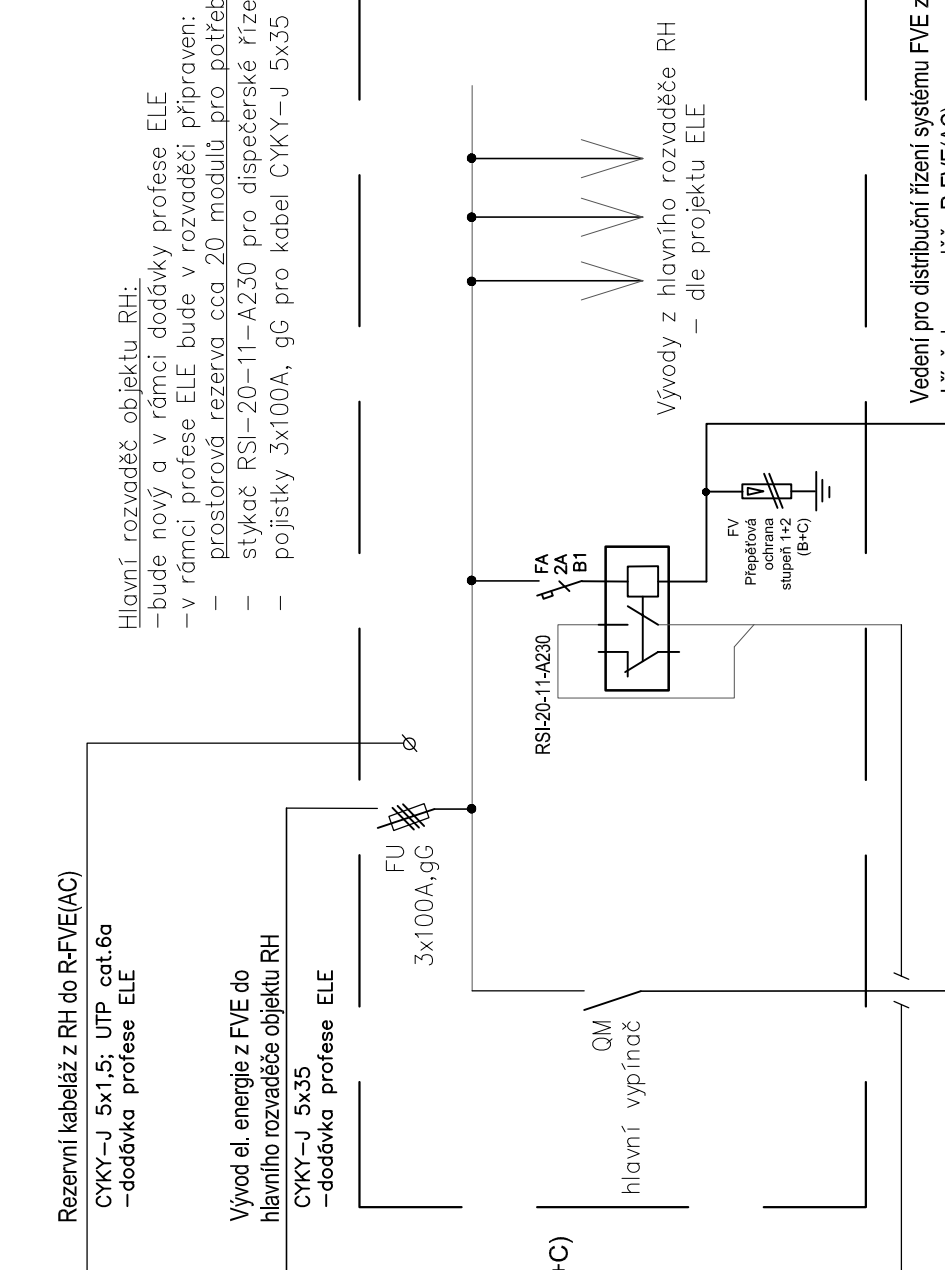 Hlavní rozvaděč objektu RH:
–bude nový a v rámci dodávky profese ELE
–v rámci profese ELE bude v rozvaděči připraven:
– prostorová rezerva cca 20 modulů pro
– stykač RSI–20–11–A230 pro dispečerské
– pojistky 3x100A, gG pro kabel CYKY–J 5x35
Rezervní kabeláž z RH do R-FVE(AC)
CYKY–J 5x1,5; UTP cat.6a
–dodávka profese ELE
Vývod el. energie z FVE do
hlavního rozvaděče objektu RH
CYKY–J 5x35
–dodávka profese ELE
FU
3x100A,gG
RSI-20-11-A230
FA
2A
B1
QM
hlavní vypínač
Vývody z hlavního rozvaděče RH
– dle projektu ELE
FV
Přepěťová
ochrana
stupeň 1+2
(B+C)
Vedení pro distribuční řízení systému FVE z
+C)